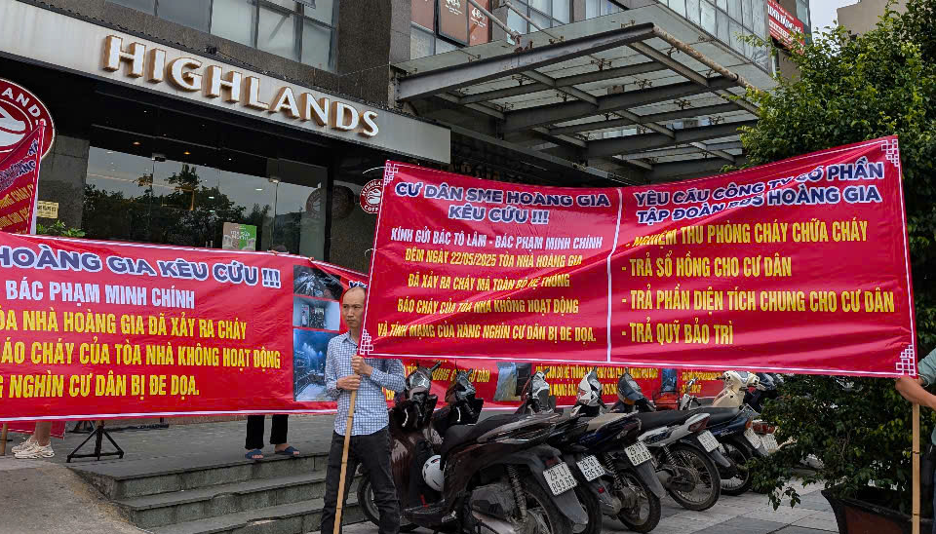 HIGHLANDS
CƯ DÂN SME HOÀNG GIA
KÊU CỨU !!!
KÍNH GỬI BÁC TÔ LÂM - BÁC PHẠM MINH CHÍNH
ĐÊM NGÀY 22/05/2025 TÒA NHÀ HOÀNG GIA
ĐÃ XẢY RA CHÁY MÀ TOÀN BỘ HỆ THỐNG
BÁO CHÁY CỦA TÒA NHÀ KHÔNG HOẠT ĐỘNG
VÀ TÍNH MẠNG CỦA HÀNG NGHÌN CƯ DÂN BỊ ĐE DỌA.
YÊU CẦU CÔNG TY CỔ PHẦN
TẬP ĐOÀN HOÀNG GIA
- NGHIỆM THU PHÒNG CHÁY CHỮA CHÁY
- TRẢ SỔ HỒNG CHO CƯ DÂN
- TRẢ PHẦN DIỆN TÍCH CHUNG CHO CƯ DÂN
- TRẢ QUỸ BẢO TRÌ
HOÀNG GIA KÊU CỨU !!!
BÁC PHẠM MINH CHÍNH
TÒA NHÀ HOÀNG GIA ĐÃ XẢY RA CHÁY
BÁO CHÁY CỦA TÒA NHÀ KHÔNG HOẠT ĐỘNG
NGHÌN CƯ DÂN BỊ ĐE DỌA.